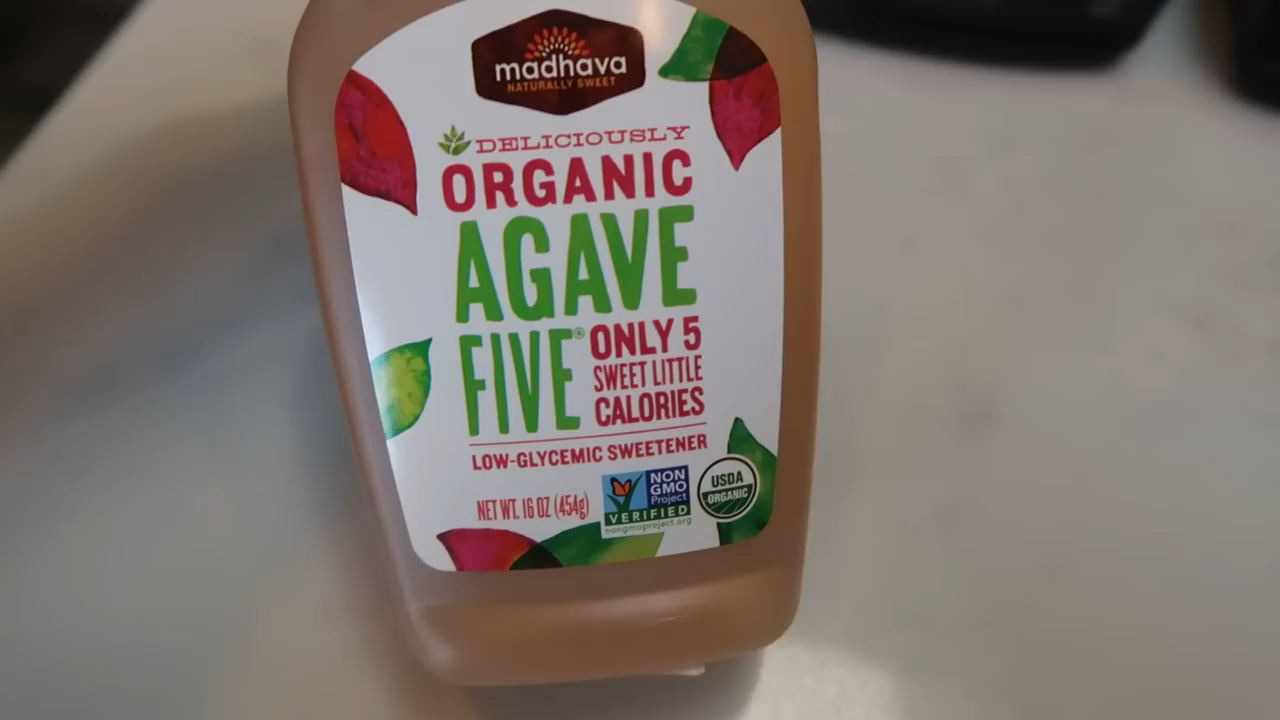 madhava
NATURALLY SWEET
DELICIOUSLY
ORGANIC
AGAVE
FIVE®
ONLY 5
SWEET LITTLE
CALORIES
LOW-GLYCEMIC SWEETENER
NET WT. 16 OZ (454g)
NON
GMO
Project
VERIFIED
nongmoproject.org
USDA
ORGANIC